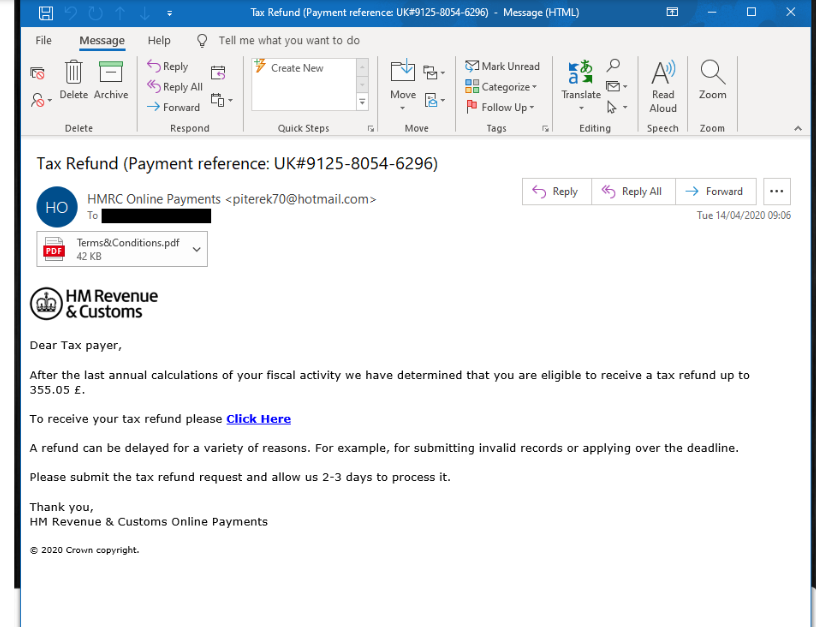 Tax Refund (Payment reference: UK#9125-8054-6296) - Message (HTML)
File Message Help Tell me what you want to do
Delete Archive
Reply
Reply All
Forward
Create New
Move
Mark Unread
Categorize
Follow Up
Translate
Read Aloud
Zoom
Delete Respond Quick Steps Move Tags Editing Speech Zoom
Tax Refund (Payment reference: UK#9125-8054-6296)
HO
HMRC Online Payments <piterek70@hotmail.com>
To
Reply Reply All Forward ...
Tue 14/04/2020 09:06
PDF
Terms&Conditions.pdf
42 KB
HM Revenue
& Customs
Dear Tax payer,
After the last annual calculations of your fiscal activity we have determined that you are eligible to receive a tax refund up to
355.05 £.
To receive your tax refund please Click Here
A refund can be delayed for a variety of reasons. For example, for submitting invalid records or applying over the deadline.
Please submit the tax refund request and allow us 2-3 days to process it.
Thank you,
HM Revenue & Customs Online Payments
© 2020 Crown copyright.